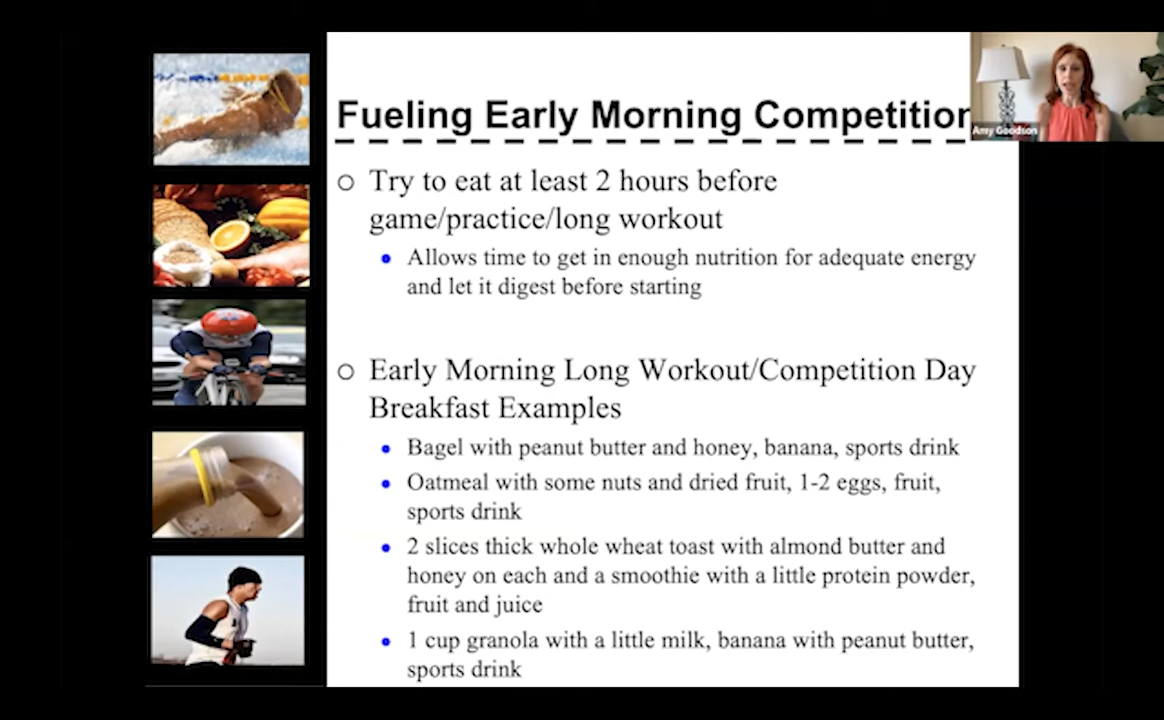 Fueling Early Morning Competition
Amy Goodson
Try to eat at least 2 hours before
game/practice/long workout
Allows time to get in enough nutrition for adequate energy
and let it digest before starting
Early Morning Long Workout/Competition Day
Breakfast Examples
Bagel with peanut butter and honey, banana, sports drink
Oatmeal with some nuts and dried fruit, 1-2 eggs, fruit,
sports drink
2 slices thick whole wheat toast with almond butter and
honey on each and a smoothie with a little protein powder,
fruit and juice
1 cup granola with a little milk, banana with peanut butter,
sports drink